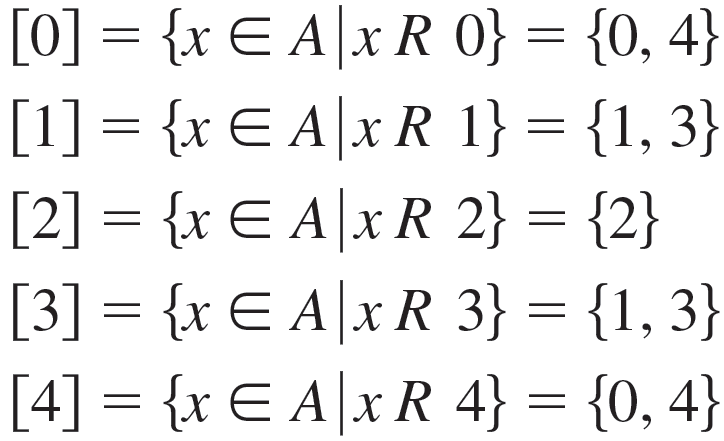 [0] = {x ∈ A | x R 0} = {0, 4}
[1] = {x ∈ A | x R 1} = {1, 3}
[2] = {x ∈ A | x R 2} = {2}
[3] = {x ∈ A | x R 3} = {1, 3}
[4] = {x ∈ A | x R 4} = {0, 4}